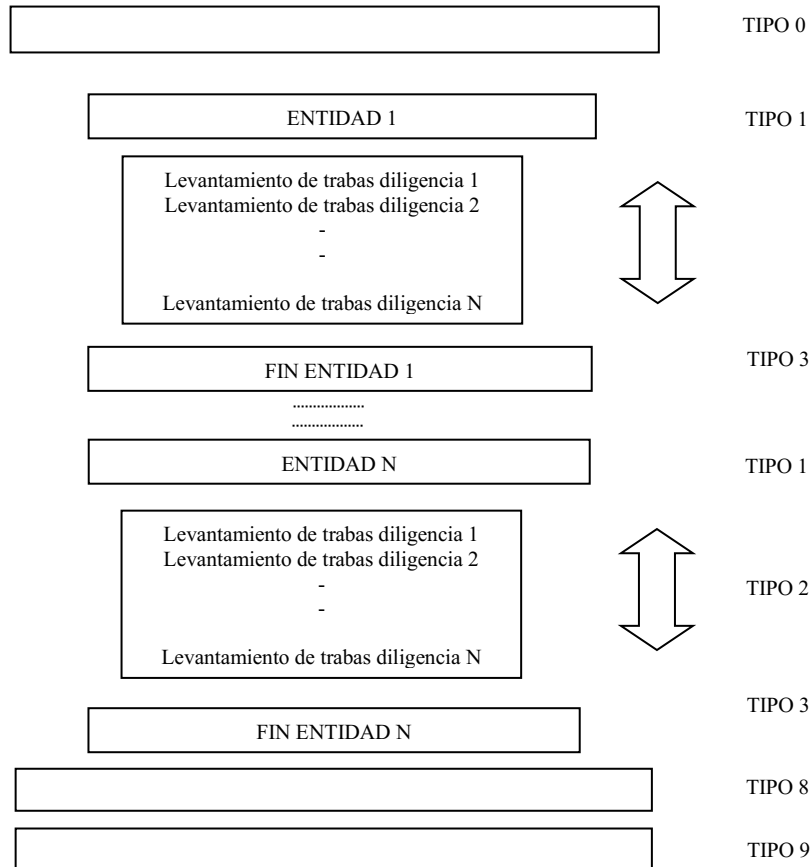 TIPO 0
ENTIDAD 1 TIPO 1
Levantamiento de trabas diligencia 1
Levantamiento de trabas diligencia 2
-
-
Levantamiento de trabas diligencia N
FIN ENTIDAD 1 TIPO 3
..................
..................
ENTIDAD N TIPO 1
Levantamiento de trabas diligencia 1
Levantamiento de trabas diligencia 2
-
- TIPO 2
Levantamiento de trabas diligencia N
TIPO 3
FIN ENTIDAD N
TIPO 8
TIPO 9